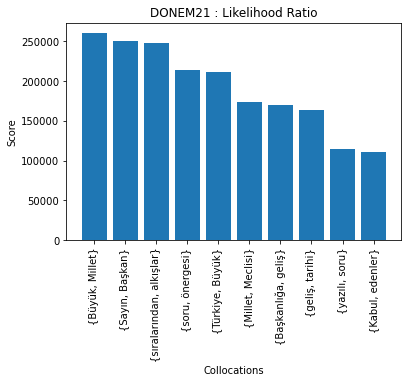 DONEM21 : Likelihood Ratio
Score
250000
200000
150000
100000
50000
0
{Büyük, Millet}
{Sayın, Başkan}
{sıralarından, alkışlar}
{soru, önergesi}
{Türkiye, Büyük}
{Millet, Meclisi}
{Başkanlığa, geliş}
{geliş, tarihi}
{yazılı, soru}
{Kabul, edenler}
Collocations